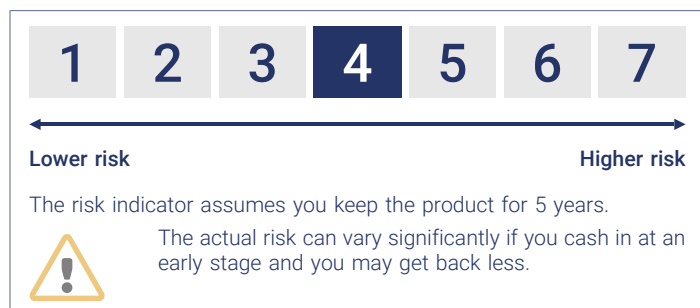 1 2 3 4 5 6 7
Lower risk Higher risk
The risk indicator assumes you keep the product for 5 years.
The actual risk can vary significantly if you cash in at an
early stage and you may get back less.